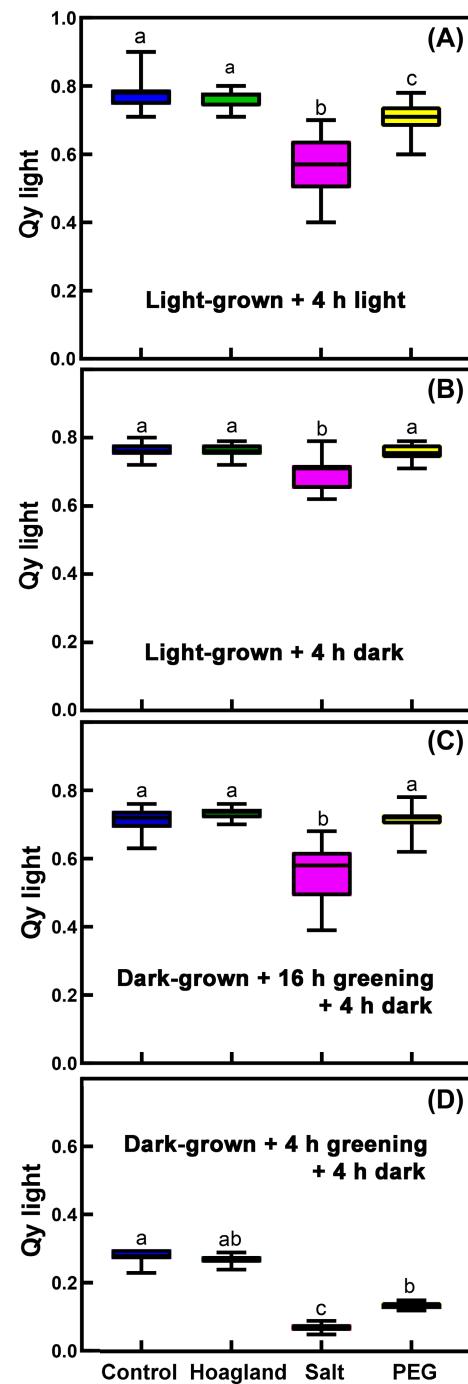 1.0
(A)
a
a
0.8
c
b
0.6
Qy light
0.4
0.2
Light-grown + 4 h light
0.0
(B)
a
a
b
a
0.8
0.6
Qy light
0.4
0.2
Light-grown + 4 h dark
0.0
(C)
a
a
b
a
0.8
0.6
Qy light
0.4
0.2
Dark-grown + 16 h greening
+ 4 h dark
0.0
(D)
Dark-grown + 4 h greening
+ 4 h dark
0.6
Qy light
0.4
a
ab
c
b
0.2
0.0
Control Hoagland Salt PEG